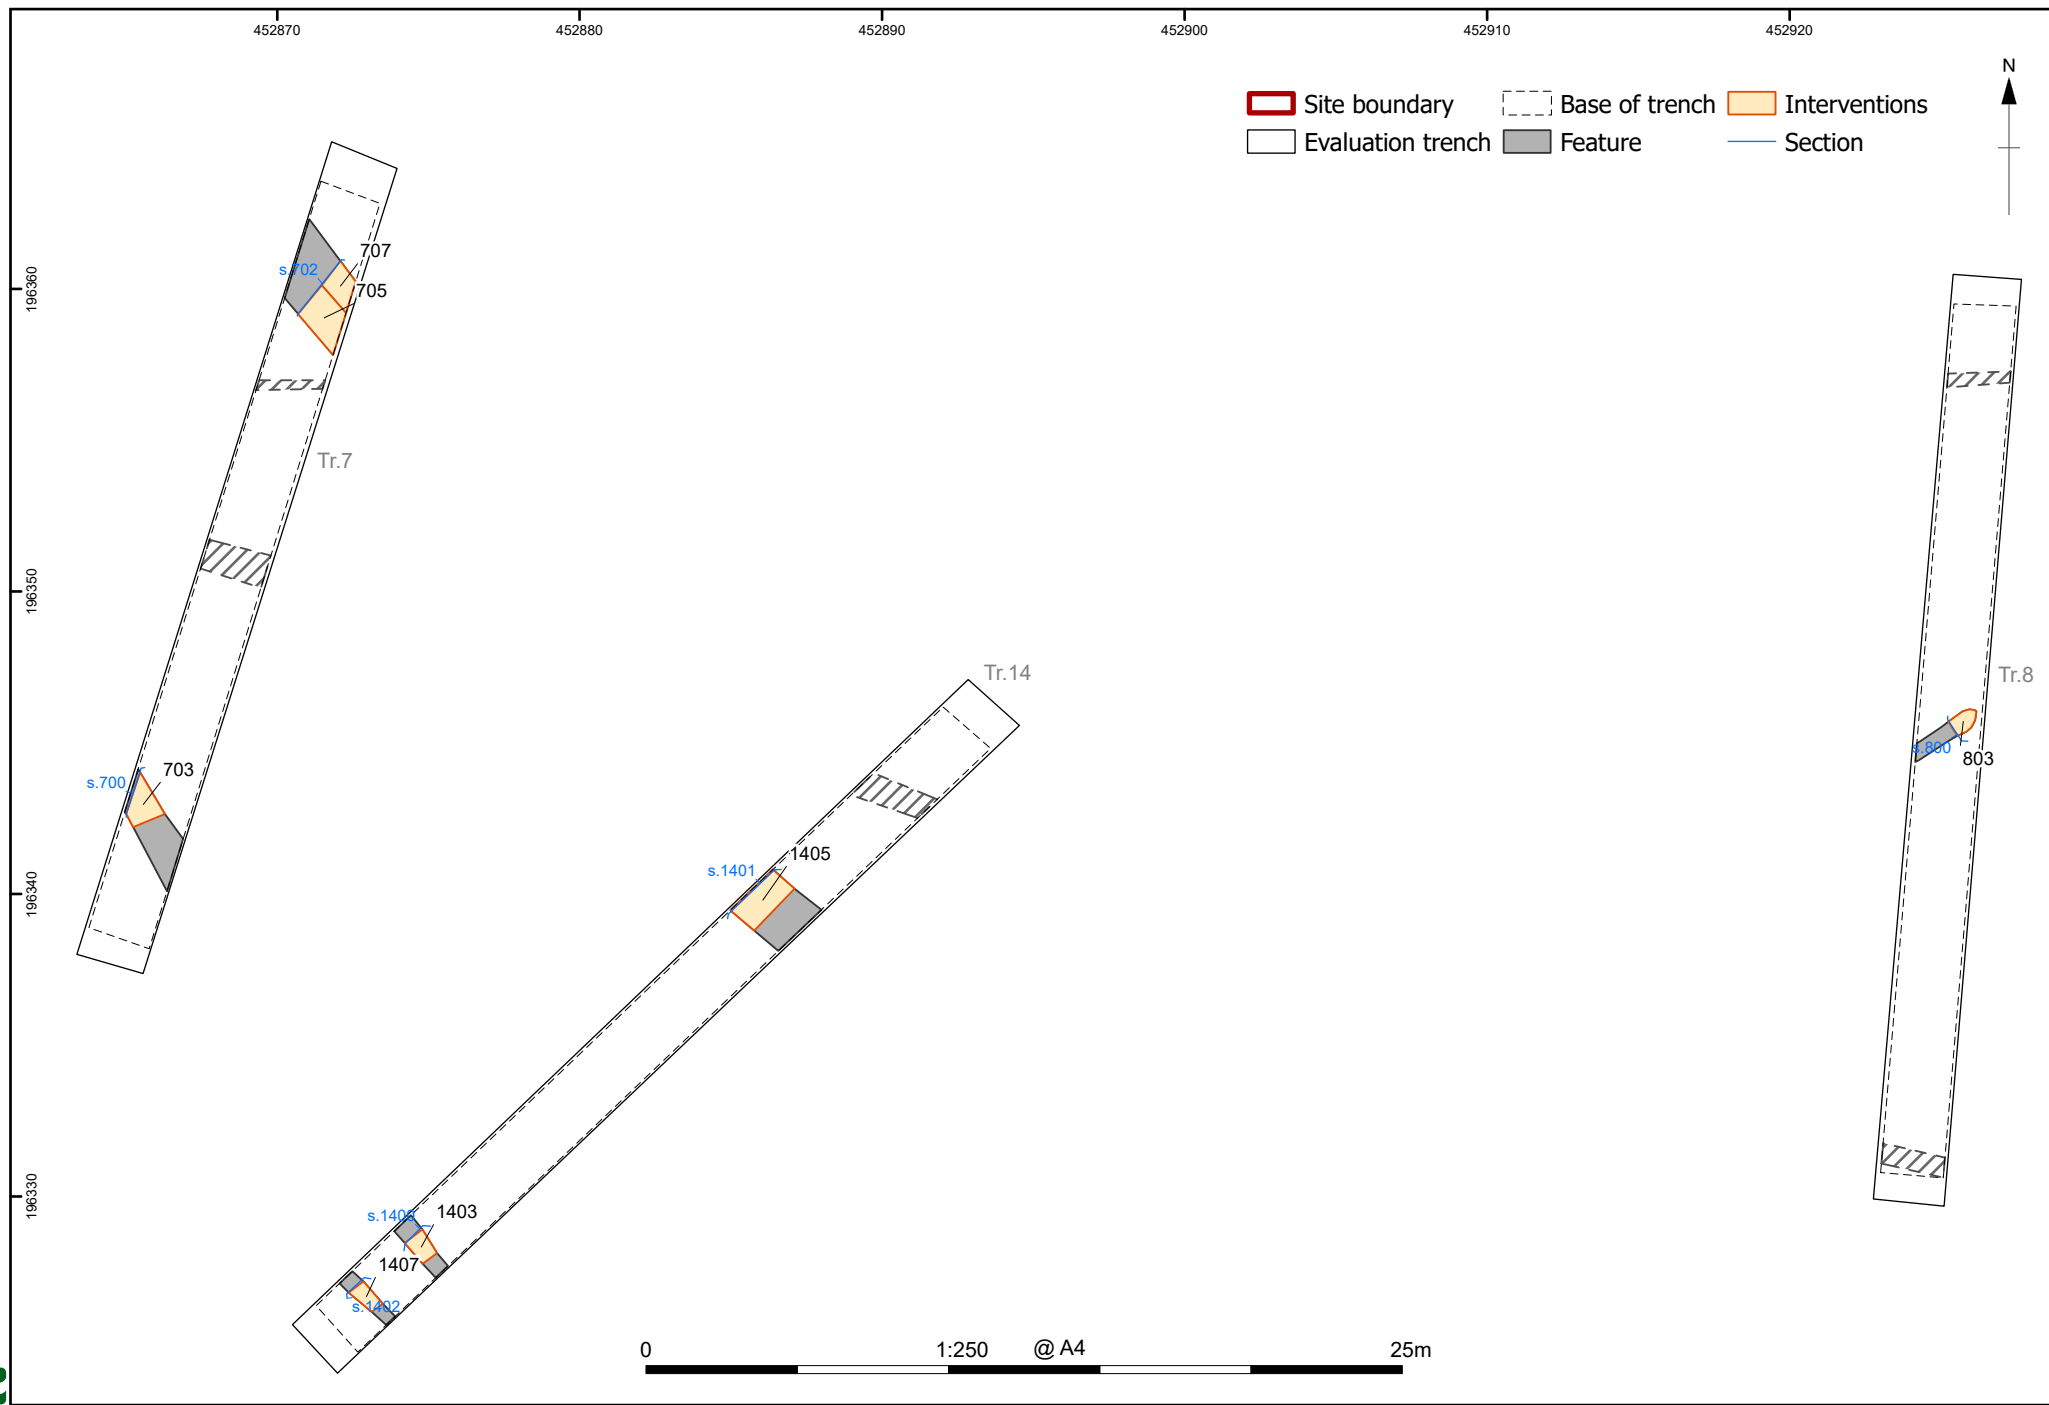 452870 452880 452890 452900 452910 452920
N
Site boundary Base of trench Interventions
Evaluation trench Feature Section
196360
196350
196340
196330
707
s.702
705
Tr.7
s.700
703
Tr.14
Tr.8
s.800
803
s.1401
1405
s.1400
1403
1407
s.1402
0 1:250 @ A4 25m